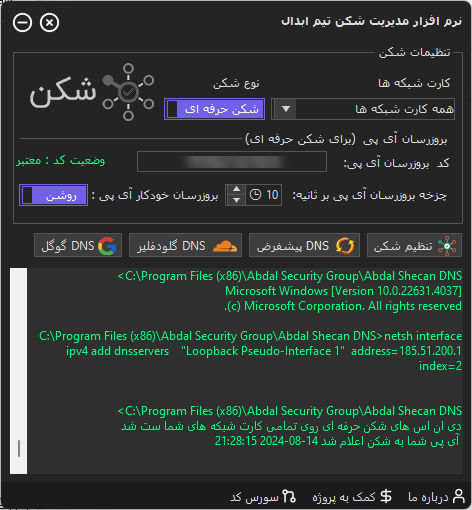 نرم افزار مدیریت شکن تیم ابدال
تنظیمات شکن
کارت شبکه ها
نوع شکن
شکن
همه کارت شبکه ها
شکن حرفه ای
بروزرسان آی پی (برای شکن حرفه ای)
کد بروزرسان آی پی:
وضعیت کد : معتبر
چرخه بروزرسان آی پی بر ثانیه:
10
بروزرسان خودکار آی پی :
روشن
تنظیم شکن
DNS پیشفرض
DNS گلودفلیر
DNS گوگل
C:\Program Files (x86)\Abdal Security Group\Abdal Shecan DNS>
Microsoft Windows [Version 10.0.22631.4037]
(c) Microsoft Corporation. All rights reserved.
C:\Program Files (x86)\Abdal Security Group\Abdal Shecan DNS> netsh interface
ipv4 add dnsservers "Loopback Pseudo-Interface 1" address=185.51.200.1
index=2
C:\Program Files (x86)\Abdal Security Group\Abdal Shecan DNS>
دی ان اس های شکن حرفه ای روی تمامی کارت شبکه های شما ست شد
آی پی شما به شکن اعلام شد 14-08-2024 21:28:15
درباره ما
کمک به پروژه
سورس کد